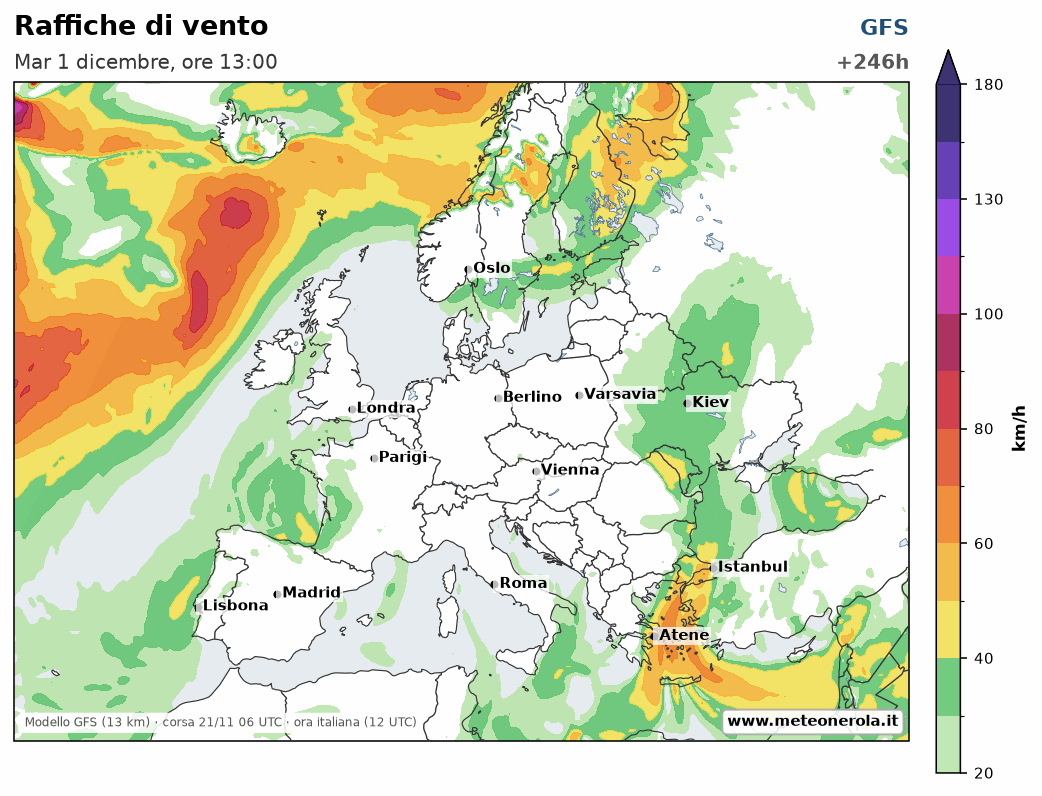 Raffiche di vento
GFS
Mar 1 dicembre, ore 13:00
+246h
180
130
100
80
60
40
20
km/h
Oslo
Londra
Berlino
Varsavia
Kiev
Parigi
Vienna
Istanbul
Roma
Madrid
Lisbona
Atene
Modello GFS (13 km) · corsa 21/11 06 UTC · ora italiana (12 UTC)
www.meteonerola.it